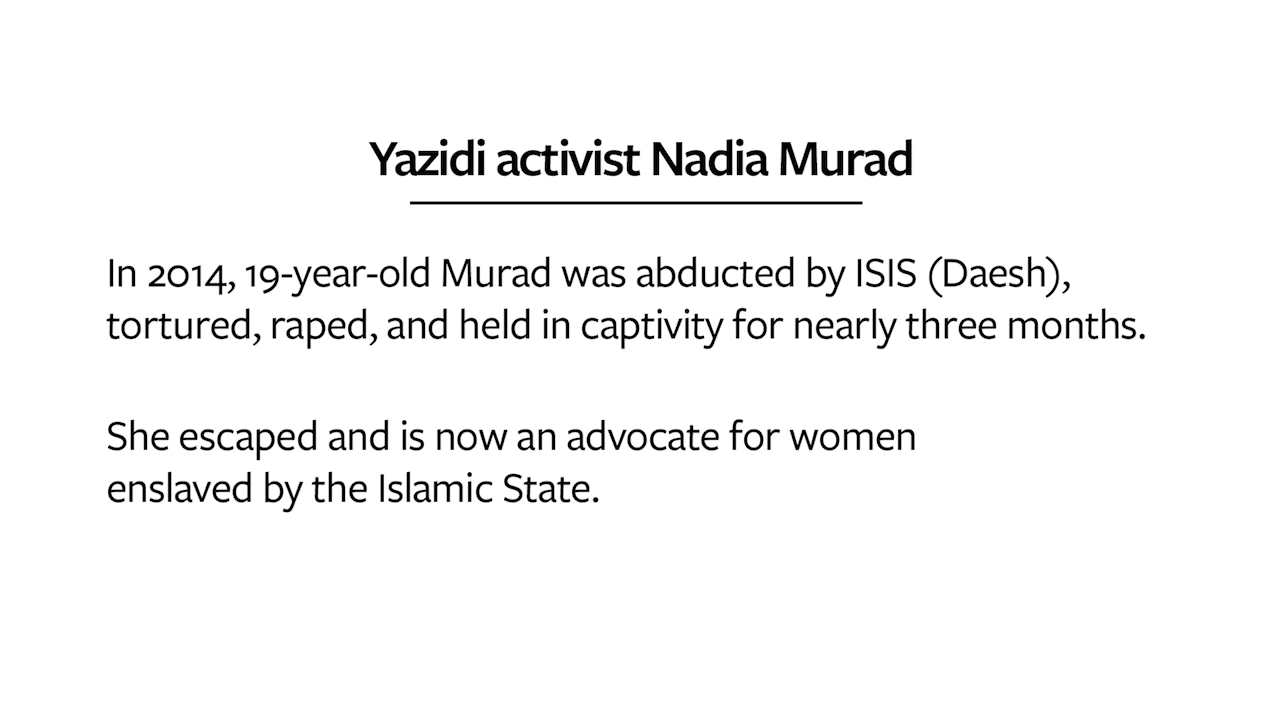 Yazidi activist Nadia Murad
In 2014, 19-year-old Murad was abducted by ISIS (Daesh),
tortured, raped, and held in captivity for nearly three months.
She escaped and is now an advocate for women
enslaved by the Islamic State.